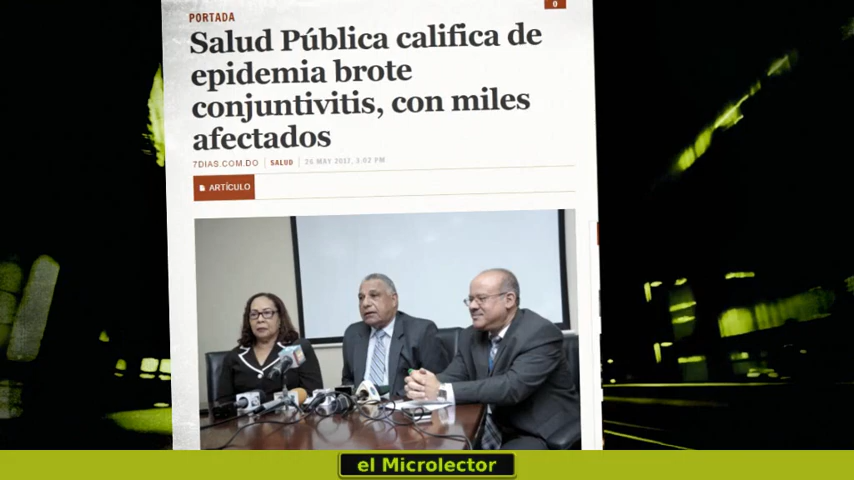 0
PORTADA
Salud Pública califica de
epidemia brote
conjuntivitis, con miles
afectados
7DIAS.COM.DO | SALUD | 26 MAY 2017, 3:02 PM
ARTÍCULO
el Microlector